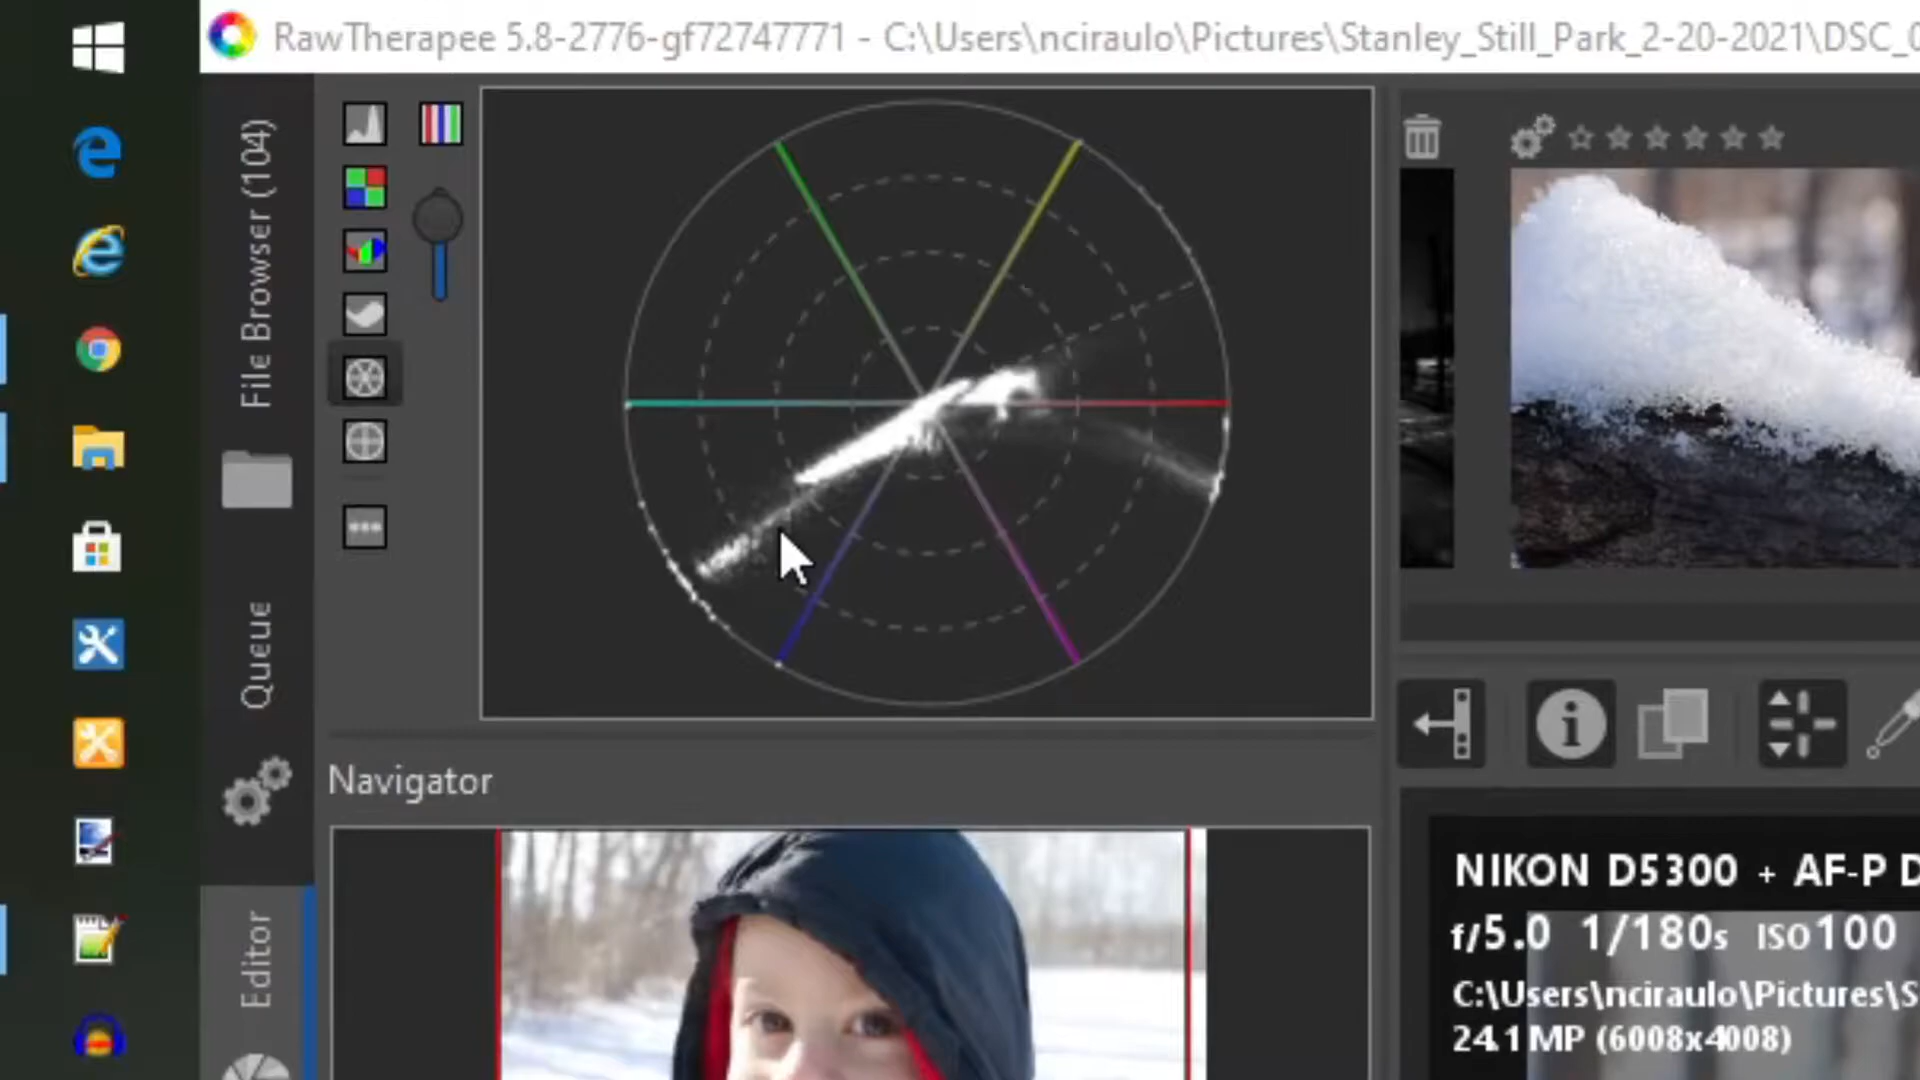 RawTherapee 5.8-2776-gf72747771 - C:\Users\nciraulo\Pictures\Stanley_Still_Park_2-20-2021\DSC_0
File Browser (104)
Queue
Editor
Navigator
NIKON D5300 + AF-P D
f/5.0 1/180s ISO100
C:\Users\nciraulo\Pictures\S
24.1 MP (6008x4008)